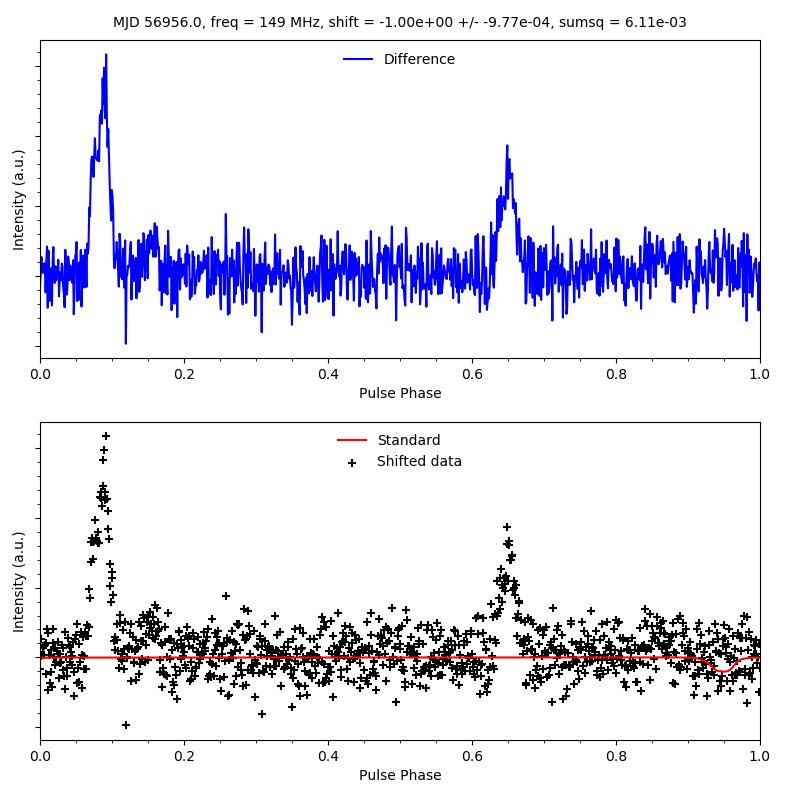 MJD 56956.0, freq = 149 MHz, shift = -1.00e+00 +/- -9.77e-04, sumsq = 6.11e-03
Difference
Intensity (a.u.)
0.0 0.2 0.4 0.6 0.8 1.0
Pulse Phase
Standard
Shifted data
Intensity (a.u.)
0.0 0.2 0.4 0.6 0.8 1.0
Pulse Phase